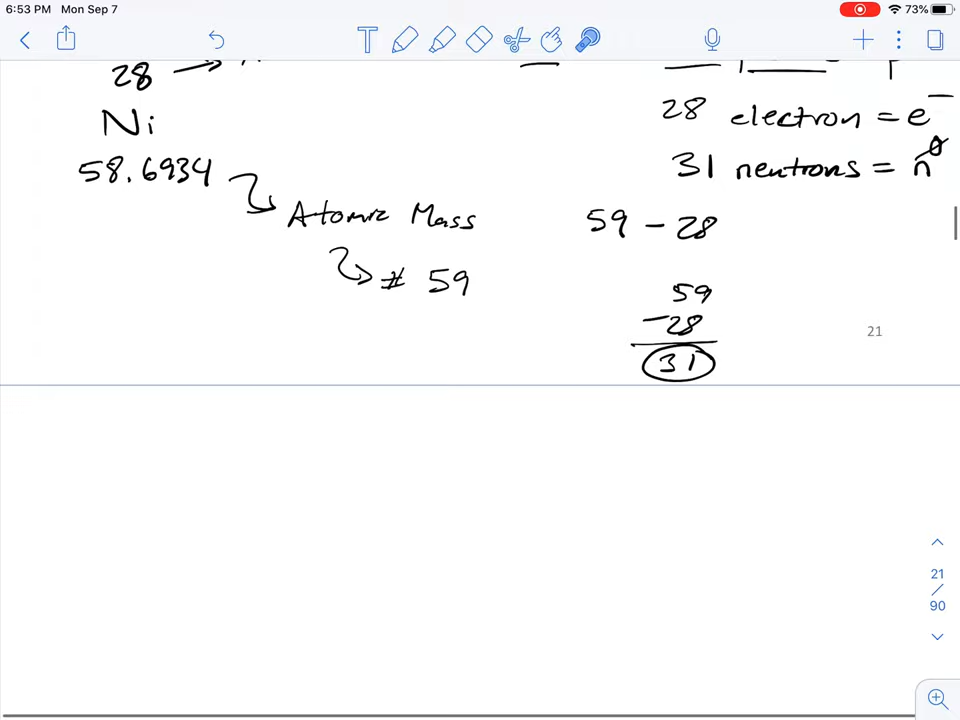 6:53 PM Mon Sep 7
73%
T
28 →
28 electron = e⁻
Ni
58.6934
31 neutrons = n⁰
Atomic Mass
59 - 28
# 59
59
-28
31
21
21
/
90